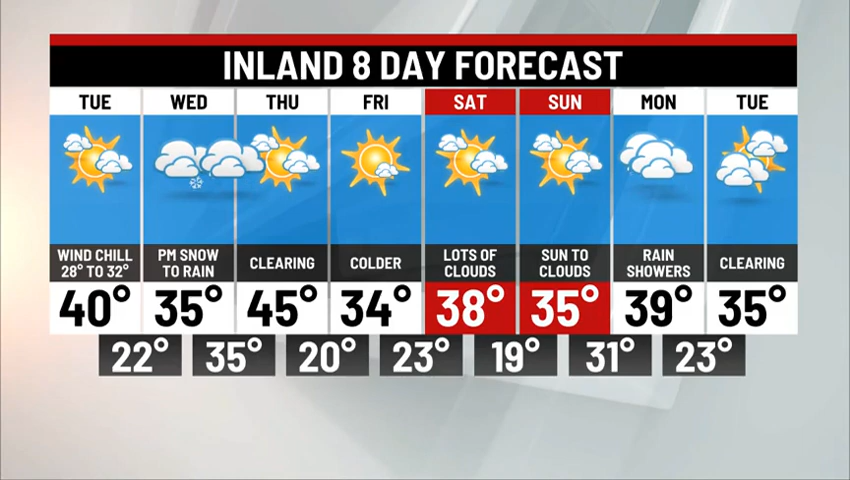 INLAND 8 DAY FORECAST
TUE WED THU FRI SAT SUN MON TUE
WIND CHILL
28° TO 32°
PM SNOW
TO RAIN
CLEARING
COLDER
LOTS OF
CLOUDS
SUN TO
CLOUDS
RAIN
SHOWERS
CLEARING
40° 35° 45° 34° 38° 35° 39° 35°
22° 35° 20° 23° 19° 31° 23°